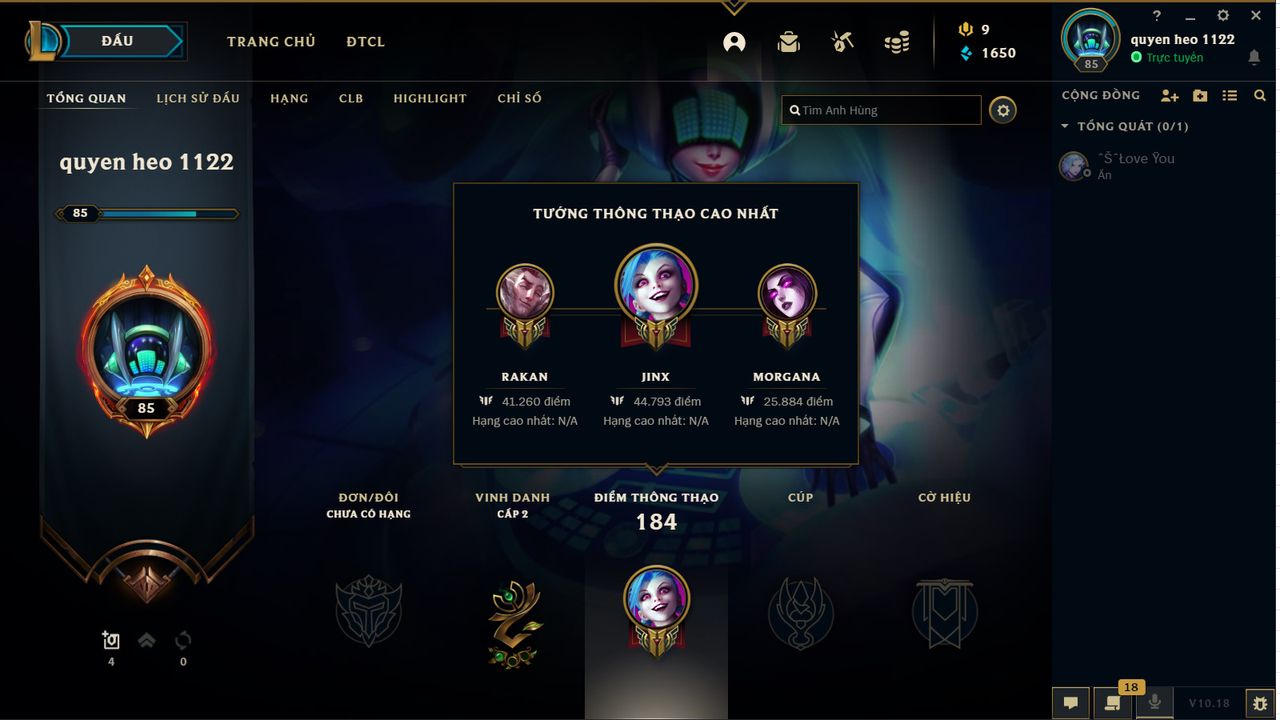 ĐẤU
TRANG CHỦ
ĐTCL
9
1650
?
quyen heo 1122
85
Trực tuyến
TỔNG QUAN
LỊCH SỬ ĐẤU
HẠNG
CLB
HIGHLIGHT
CHỈ SỐ
Tìm Anh Hùng
CỘNG ĐỒNG
TỔNG QUÁT (0/1)
ˆŠˆŁove Ÿou
Ẩn
quyen heo 1122
85
85
4
0
TƯỚNG THÔNG THẠO CAO NHẤT
RAKAN
JINX
MORGANA
41.260 điểm
44.793 điểm
25.884 điểm
Hạng cao nhất: N/A
Hạng cao nhất: N/A
Hạng cao nhất: N/A
ĐƠN/ĐÔI
CHƯA CÓ HẠNG
VINH DANH
CẤP 2
ĐIỂM THÔNG THẠO
184
CÚP
CỜ HIỆU
18
V10.18